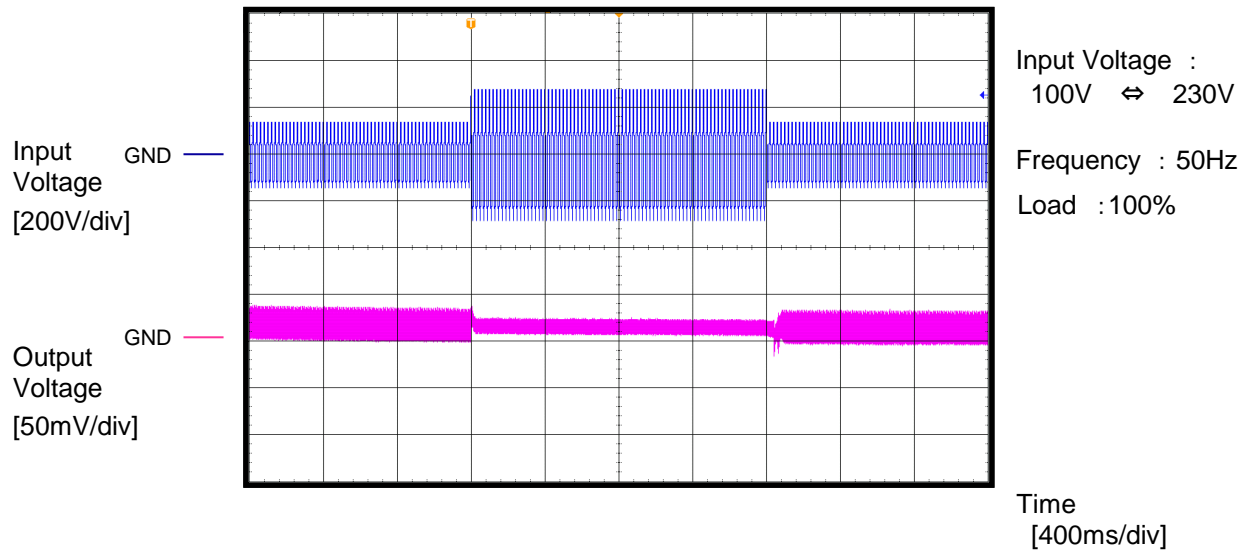 T
Input Voltage :
100V ⇔ 230V
Frequency : 50Hz
Load : 100%
Input
Voltage
[200V/div]
GND
GND
Output
Voltage
[50mV/div]
Time
[400ms/div]